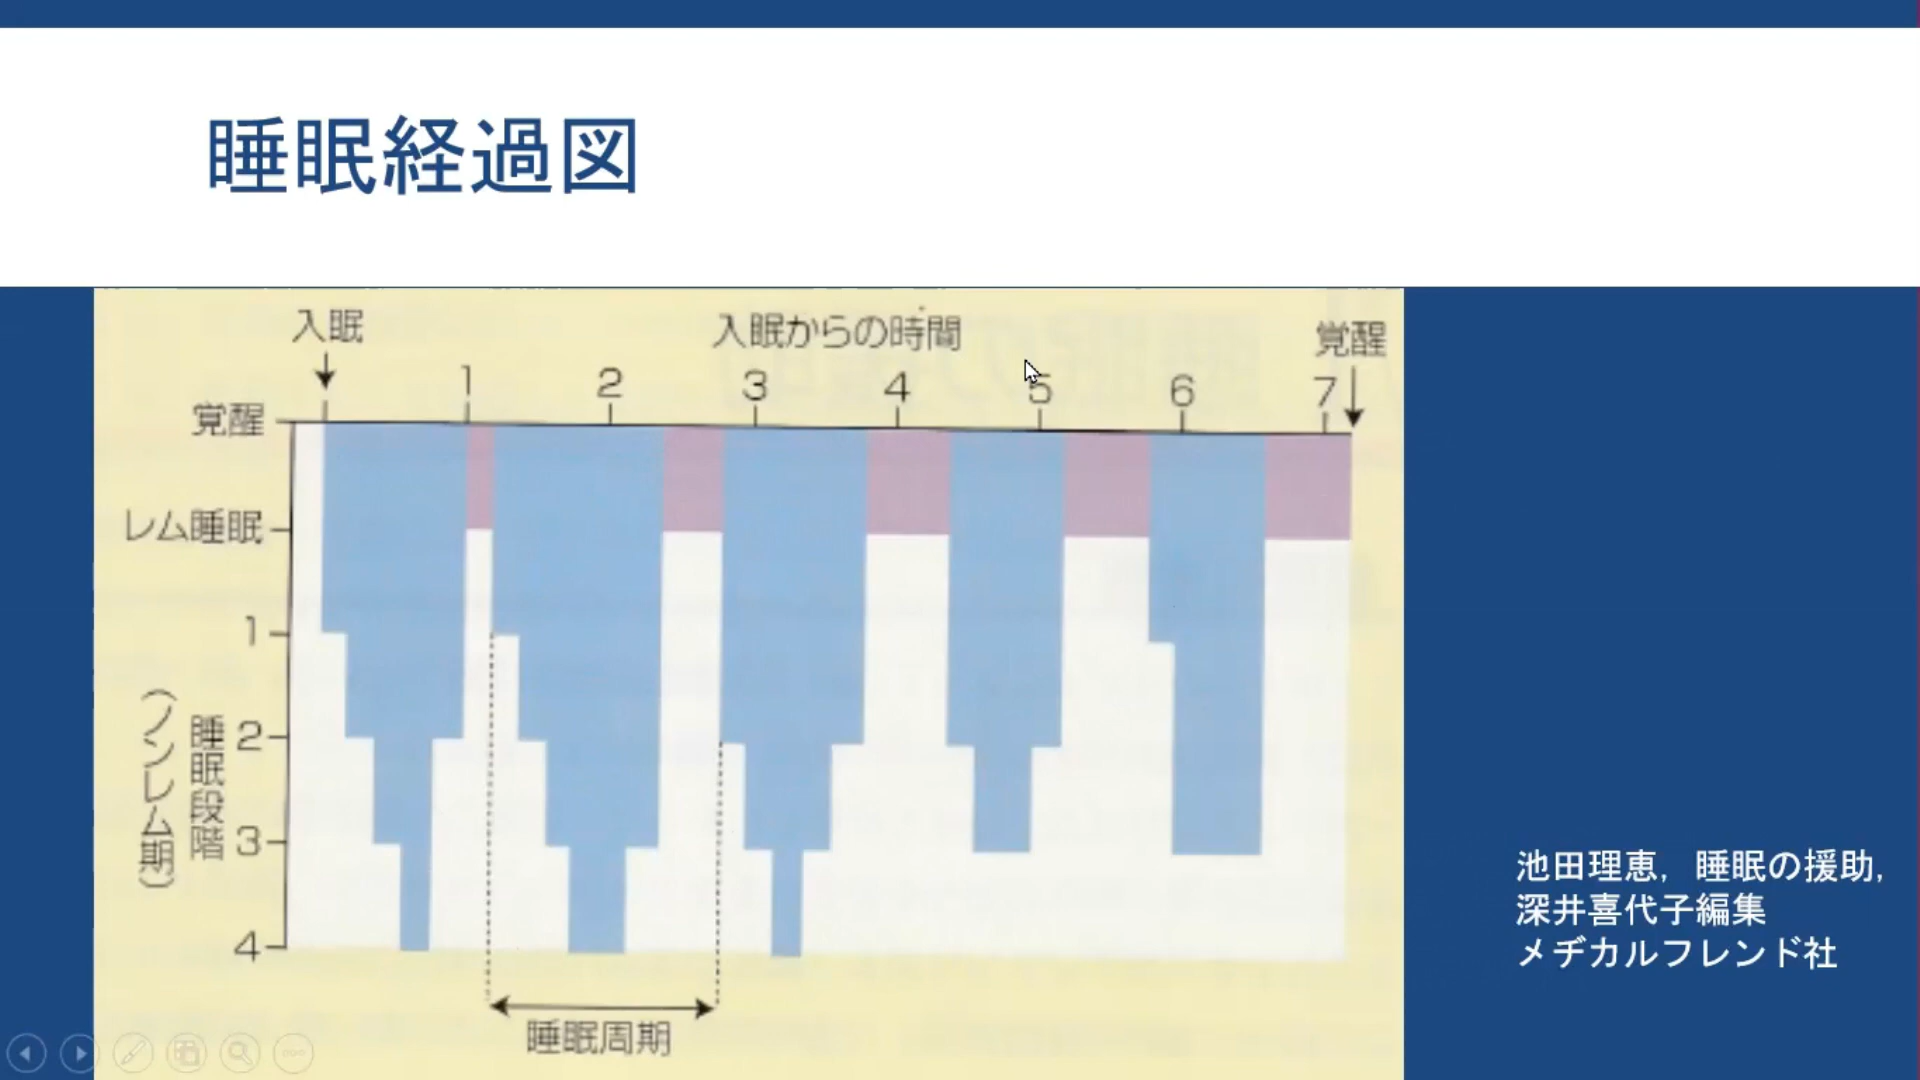 睡眠経過図
入眠
入眠からの時間
覚醒
1 2 3 4 5 6 7
覚醒
レム睡眠
1
2
3
4
睡眠段階
(ノンレム期)
睡眠周期
池田理恵, 睡眠の援助,
深井喜代子編集
メヂカルフレンド社